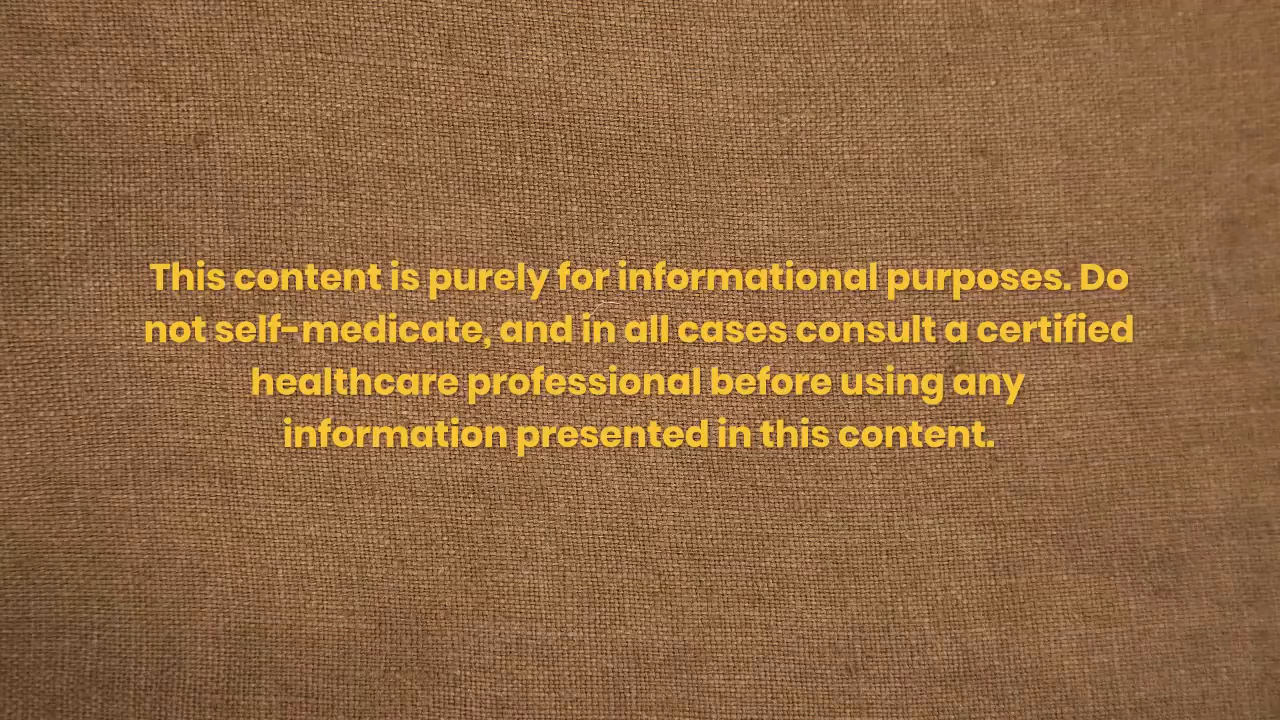 This content is purely for informational purposes. Do
not self-medicate, and in all cases consult a certified
healthcare professional before using any
information presented in this content.